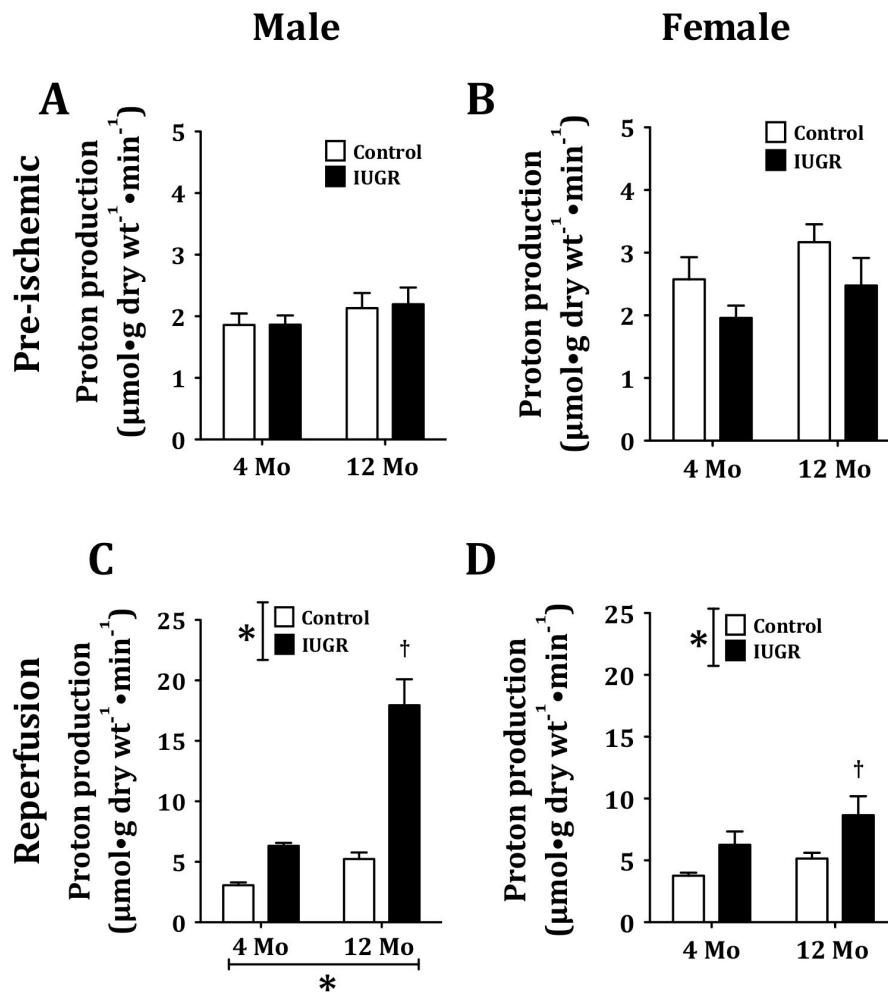 Male
Female
Pre-ischemic
A
Proton production
(µmol•g dry wt⁻¹•min⁻¹)
5
4
3
2
1
0
Control
IUGR
4 Mo
12 Mo
B
Proton production
(µmol•g dry wt⁻¹•min⁻¹)
5
4
3
2
1
0
Control
IUGR
4 Mo
12 Mo
Reperfusion
C
Proton production
(µmol•g dry wt⁻¹•min⁻¹)
25
20
15
10
5
0
*
Control
IUGR
†
4 Mo
12 Mo
*
D
Proton production
(µmol•g dry wt⁻¹•min⁻¹)
25
20
15
10
5
0
*
Control
IUGR
†
4 Mo
12 Mo